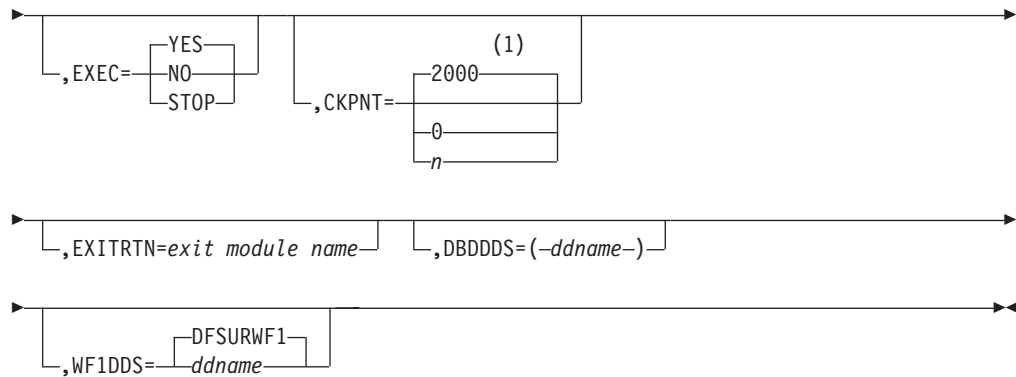 ,EXEC=
YES
NO
STOP
,CKPNT=
(1)
2000
0
n
,EXITRTN=exit module name
,DBDDDS=(ddname)
,WF1DDS=
DFSURWF1
ddname